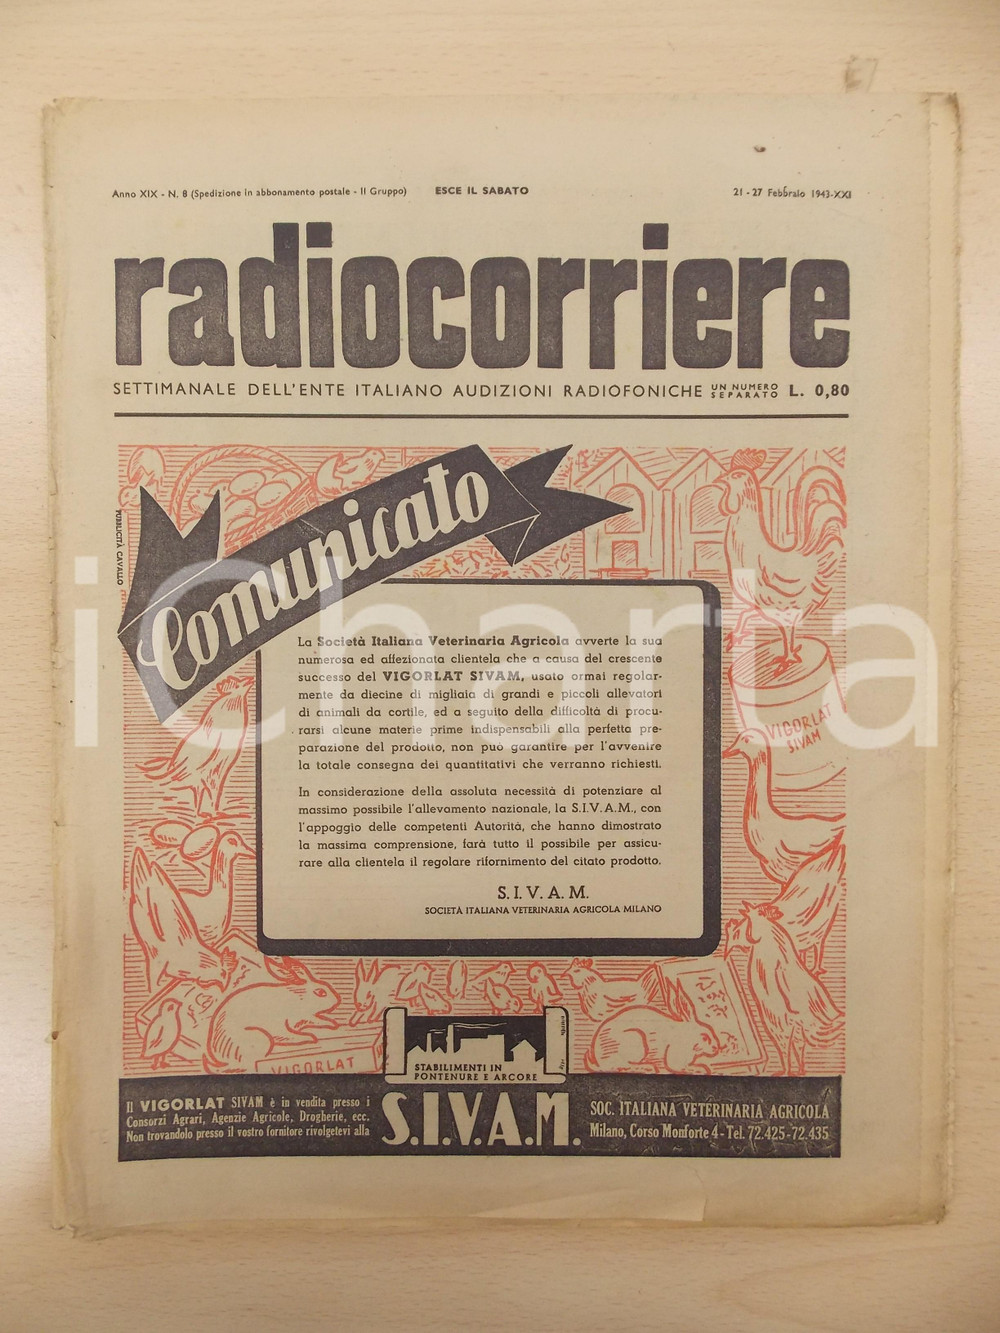 Anno XIX - N. 8 (Spedizione in abbonamento postale - II Gruppo) ESCE IL SABATO 21 - 27 Febbraio 1943-XXI
radiocorriere
SETTIMANALE DELL'ENTE ITALIANO AUDIZIONI RADIOFONICHE UN NUMERO SEPARATO L. 0,80
PUBBLICITÀ CAVALLO
Comunicato
La Società Italiana Veterinaria Agricola avverte la sua
numerosa ed affezionata clientela che a causa del crescente
successo del VIGORLAT SIVAM, usato ormai regolar-
mente da diecine di migliaia di grandi e piccoli allevatori
di animali da cortile, ed a seguito della difficoltà di procu-
rarsi alcune materie prime indispensabili alla perfetta pre-
parazione del prodotto, non può garantire per l'avvenire
la totale consegna dei quantitativi che verranno richiesti.
In considerazione della assoluta necessità di potenziare al
massimo possibile l'allevamento nazionale, la S.I.V.A.M., con
l'appoggio delle competenti Autorità, che hanno dimostrato
la massima comprensione, farà tutto il possibile per assicu-
rare alla clientela il regolare rifornimento del citato prodotto.
S.I.V.A.M.
SOCIETÀ ITALIANA VETERINARIA AGRICOLA MILANO
VIGORLAT
SIVAM
VIGORLAT
STABILIMENTI IN
PONTENURE E ARCORE
Il VIGORLAT SIVAM è in vendita presso i
Consorzi Agrari, Agenzie Agricole, Drogherie, ecc.
Non trovandolo presso il vostro fornitore rivolgetevi alla
S.I.V.A.M.
SOC. ITALIANA VETERINARIA AGRICOLA
Milano, Corso Monforte 4 - Tel. 72.425-72.435
iCharta